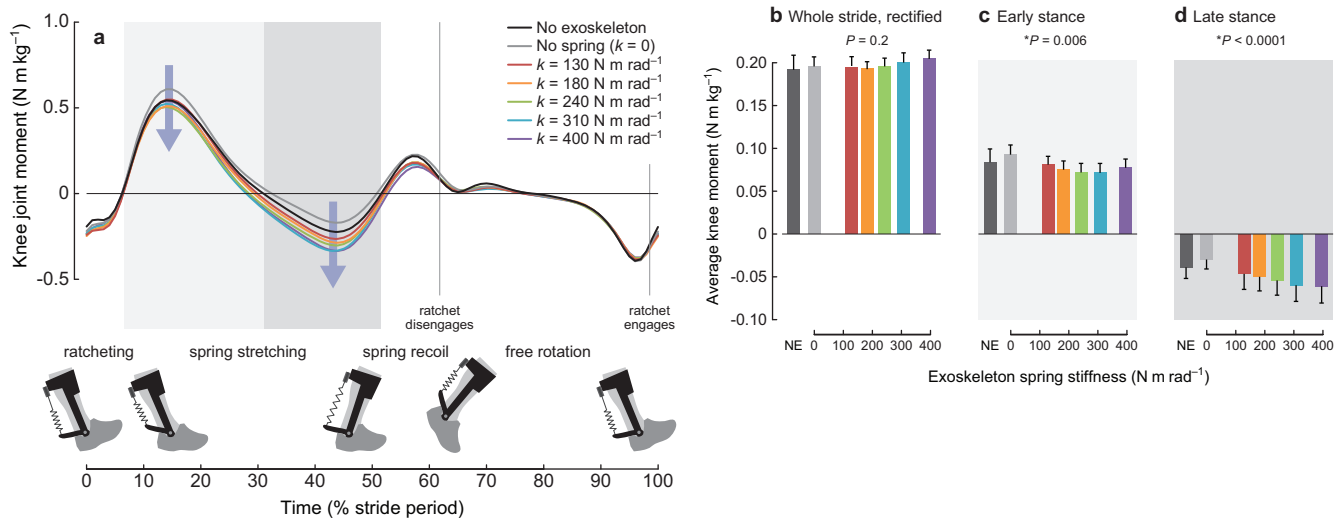 a
Knee joint moment (N m kg⁻¹)
1.0
0.5
0
-0.5
No exoskeleton
No spring (k = 0)
k = 130 N m rad⁻¹
k = 180 N m rad⁻¹
k = 240 N m rad⁻¹
k = 310 N m rad⁻¹
k = 400 N m rad⁻¹
ratchet
disengages
ratchet
engages
ratcheting
spring stretching
spring recoil
free rotation
0 10 20 30 40 50 60 70 80 90 100
Time (% stride period)
b Whole stride, rectified
P = 0.2
Average knee moment (N m kg⁻¹)
0.20
0.15
0.10
0.05
0
-0.05
-0.10
NE 0 100 200 300 400
c Early stance
*P = 0.006
NE 0 100 200 300 400
d Late stance
*P < 0.0001
NE 0 100 200 300 400
Exoskeleton spring stiffness (N m rad⁻¹)